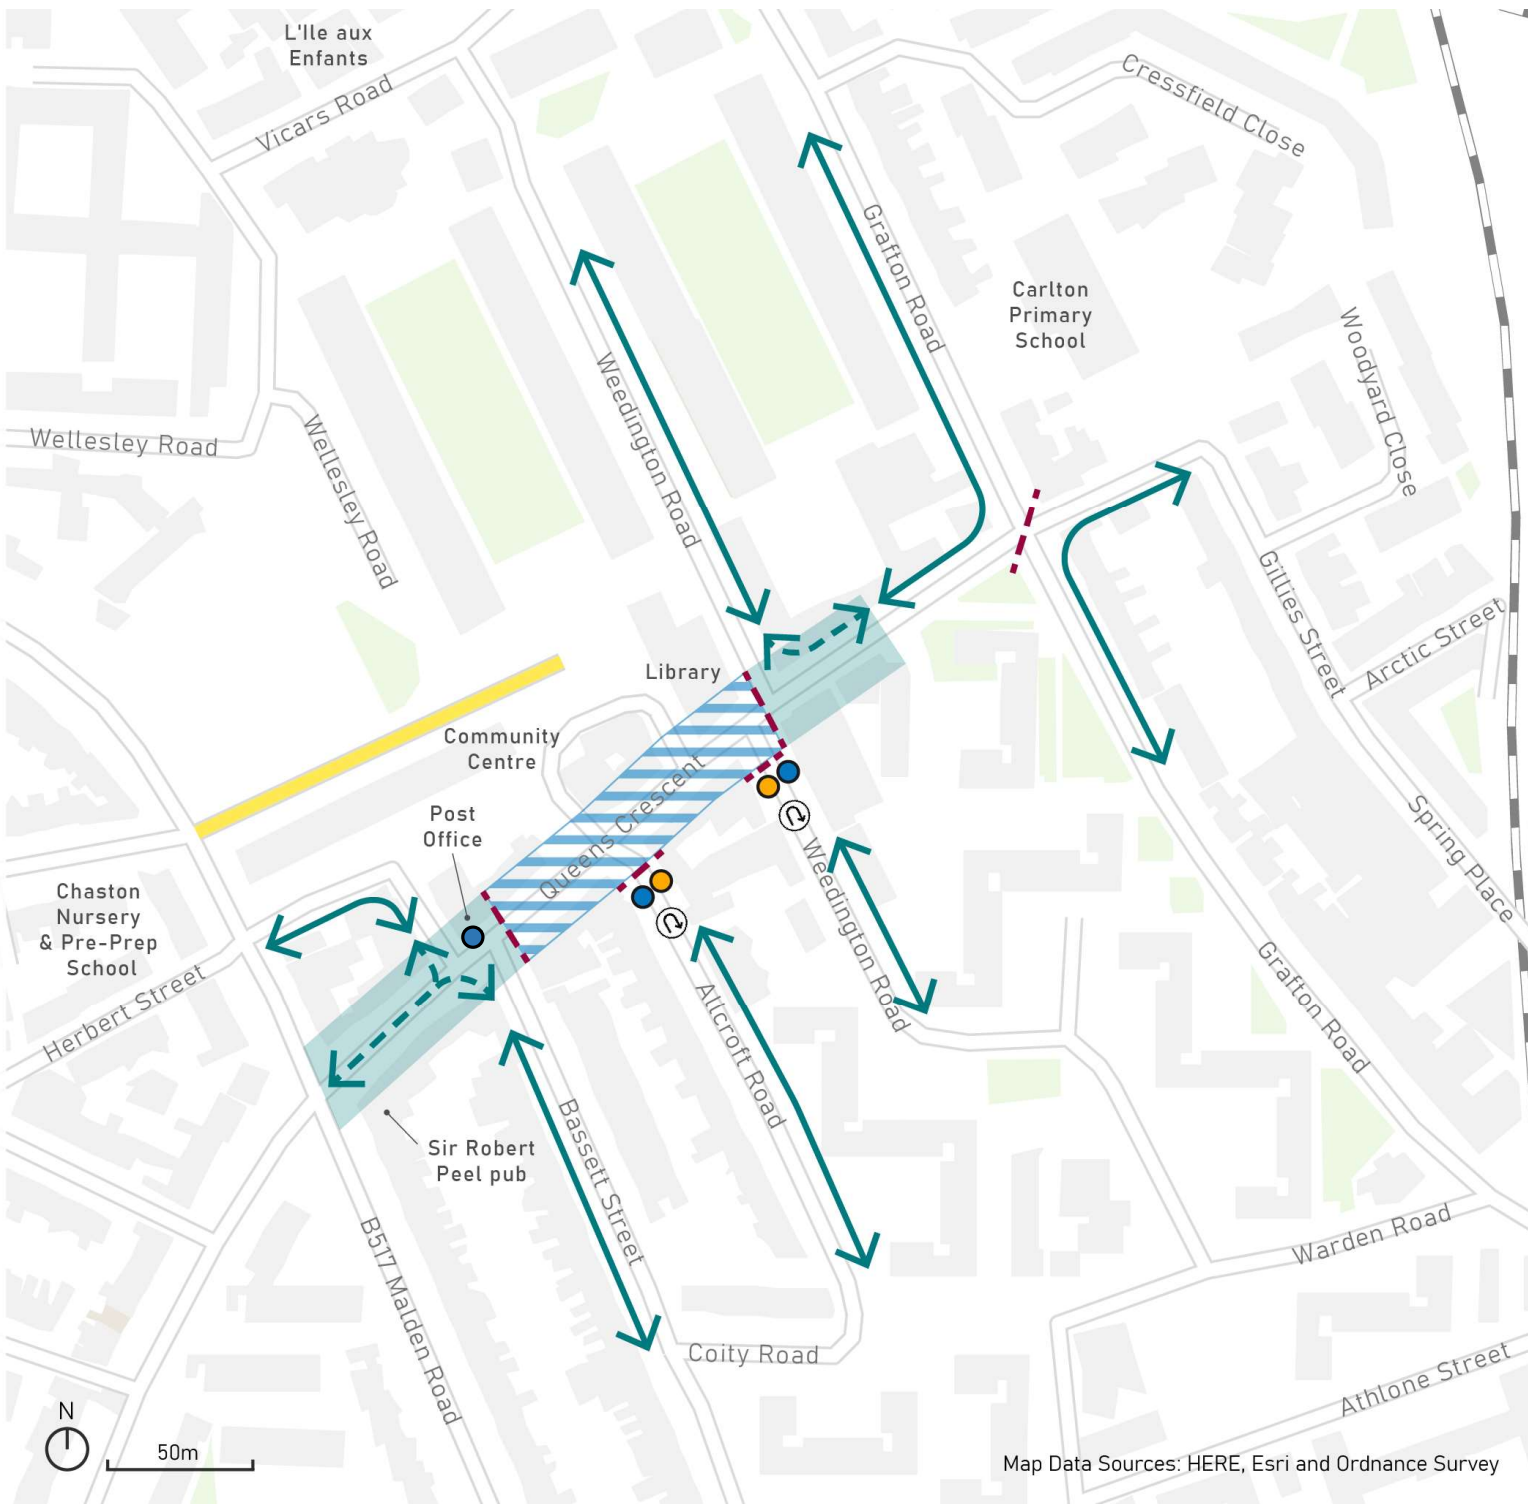 L'Ile aux
Enfants
Vicars Road
Cressfield Close
Grafton Road
Carlton
Primary
School
Woodyard Close
Weedington Road
Wellesley Road
Wellesley Road
Gillies Street
Arctic Street
Library
Community
Centre
Queens Crescent
Post
Office
Spring Place
Weedington Road
Chaston
Nursery
& Pre-Prep
School
Herbert Street
Grafton Road
Allcroft Road
Sir Robert
Peel pub
Bassett Street
Warden Road
B517 Malden Road
Coity Road
Athlone Street
N
50m
Map Data Sources: HERE, Esri and Ordnance Survey